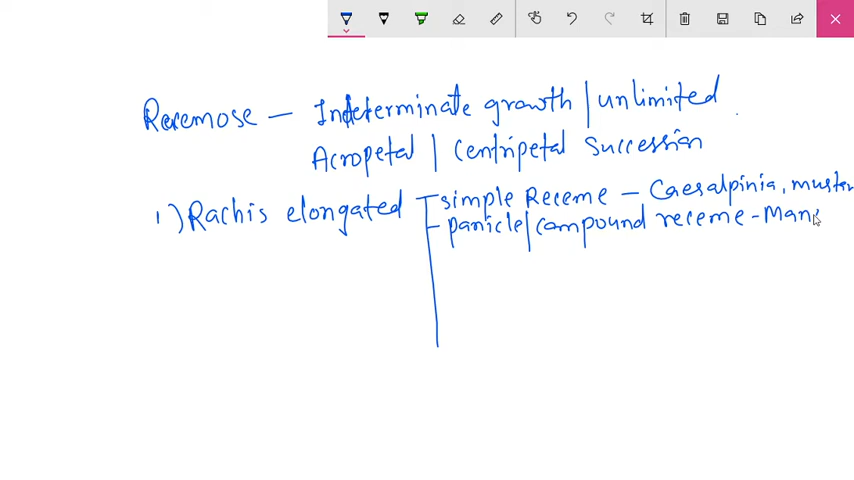 Recemose — Indeterminate growth | unlimited
Acropetal | Centripetal Succession
1) Rachis elongated
simple Receme — Caesalpinia, mustar
panicle | compound receme - Man